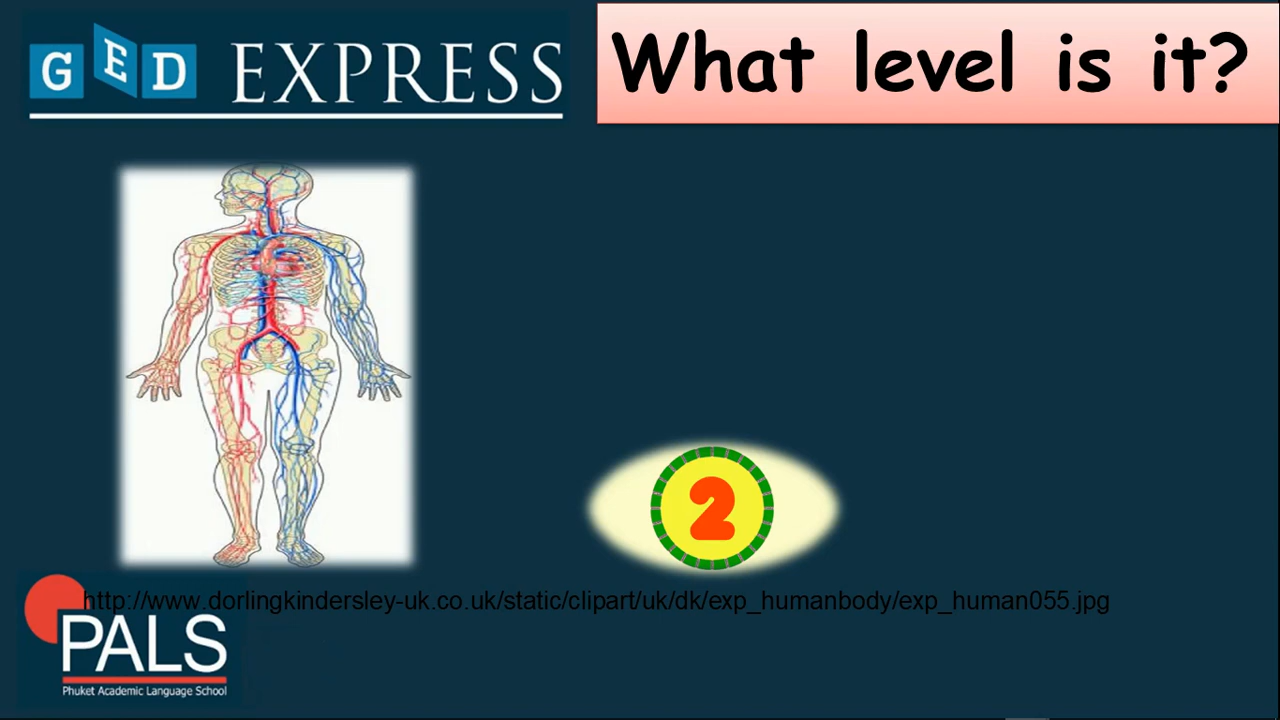 GED EXPRESS
What level is it?
2
http://www.dorlingkindersley-uk.co.uk/static/clipart/uk/dk/exp_humanbody/exp_human055.jpg
PALS
Phuket Academic Language School